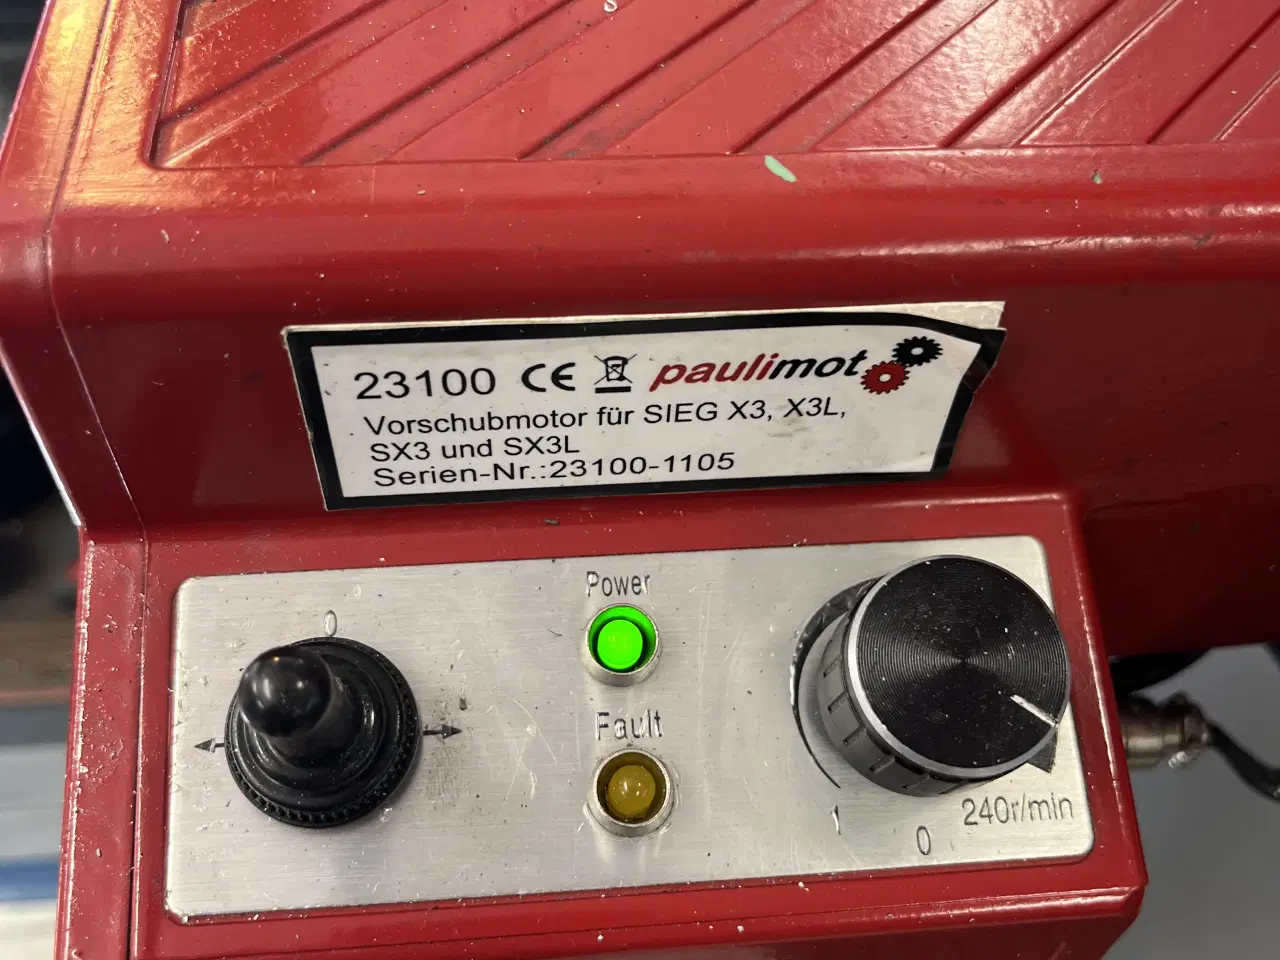 23100 CE paulimot
Vorschubmotor für SIEG X3, X3L,
SX3 und SX3L
Serien-Nr.:23100-1105
Power
0
Fault
240r/min
1
0